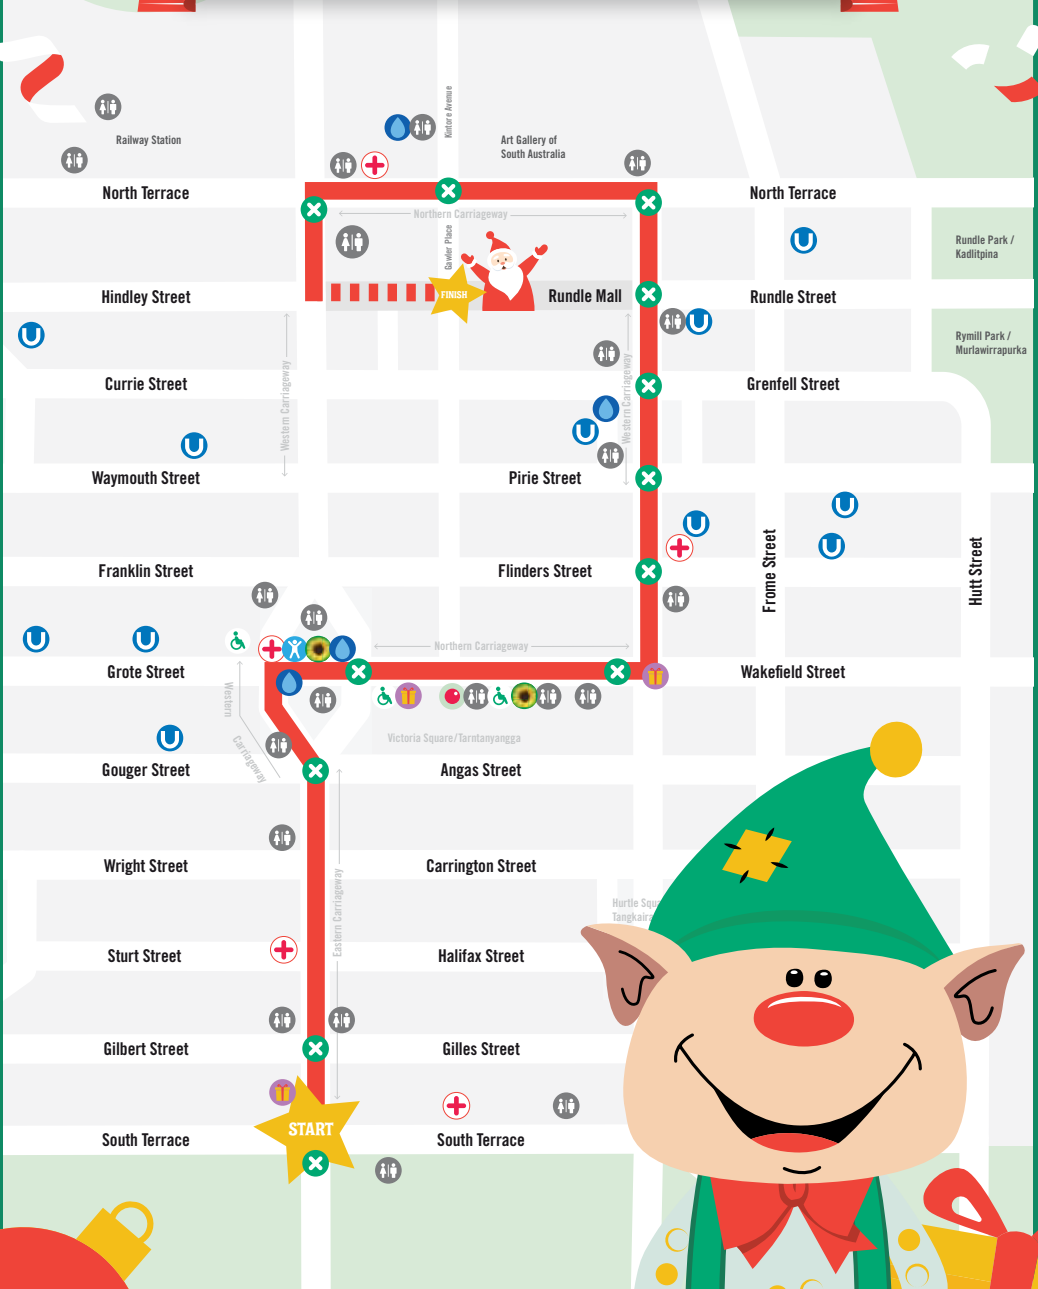 Kintore Avenue
Railway Station
Art Gallery of
South Australia
North Terrace
North Terrace
Northern Carriageway
Gawler Place
Rundle Park /
Kadlitpina
Hindley Street
FINISH
Rundle Mall
Rundle Street
Rymill Park /
Murlawirrapurka
Western Carriageway
Western Carriageway
Currie Street
Grenfell Street
Waymouth Street
Pirie Street
Franklin Street
Flinders Street
Frome Street
Hutt Street
Northern Carriageway
Grote Street
Wakefield Street
Western
Carriageway
Victoria Square/Tarntanyangga
Gouger Street
Angas Street
Wright Street
Carrington Street
Eastern Carriageway
Hurtle Squ
Tangkaira
Sturt Street
Halifax Street
Gilbert Street
Gilles Street
START
South Terrace
South Terrace